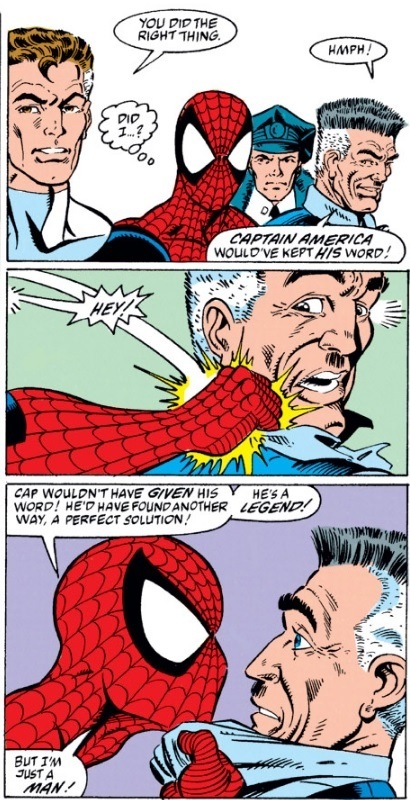 YOU DID THE
RIGHT THING.
DID
I...?
HMPH!
CAPTAIN AMERICA
WOULD'VE KEPT HIS WORD!
HEY!
CAP WOULDN'T HAVE GIVEN HIS
WORD! HE'D HAVE FOUND ANOTHER
WAY, A PERFECT SOLUTION!
HE'S A
LEGEND!
BUT I'M
JUST A
MAN!